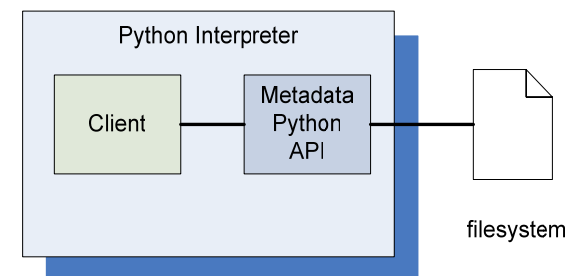 Python Interpreter
Client
Metadata
Python
API
filesystem